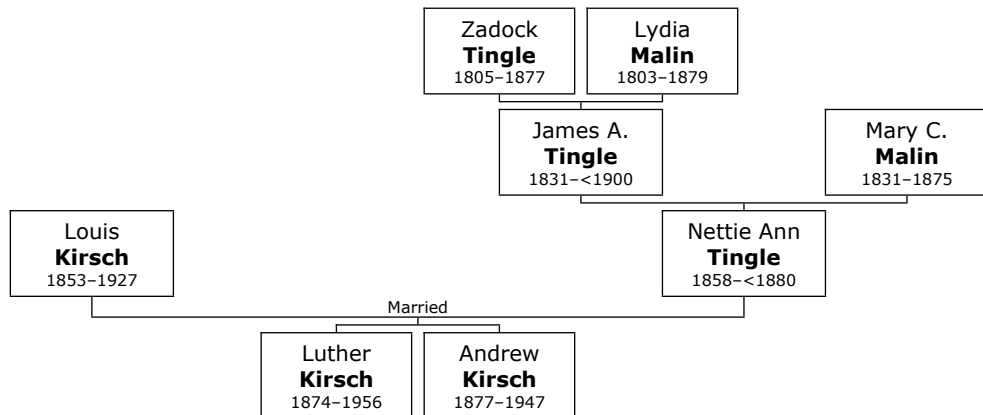 Zadock
Tingle
1805–1877
Lydia
Malin
1803–1879
James A.
Tingle
1831–<1900
Mary C.
Malin
1831–1875
Louis
Kirsch
1853–1927
Nettie Ann
Tingle
1858–<1880
Married
Luther
Kirsch
1874–1956
Andrew
Kirsch
1877–1947